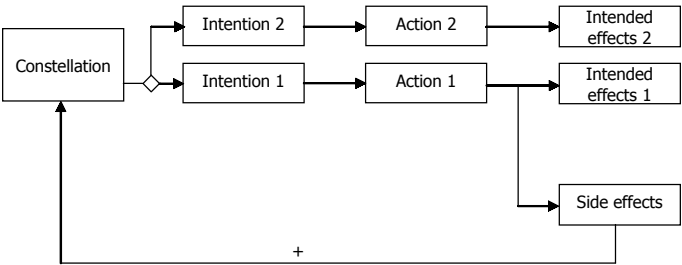 Intention 2
Action 2
Intended
effects 2
Constellation
Intention 1
Action 1
Intended
effects 1
Side effects
+